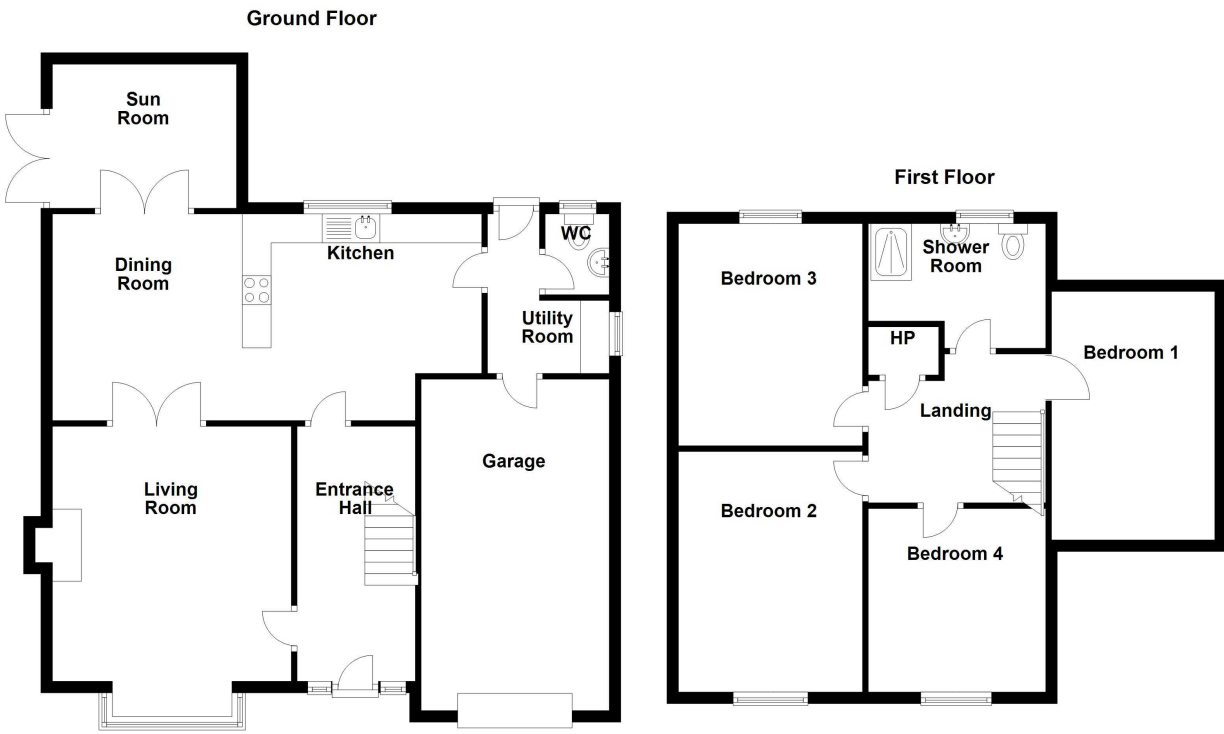 Ground Floor
Sun
Room
Dining
Room
Kitchen
WC
Utility
Room
Living
Room
Entrance
Hall
Garage
First Floor
Bedroom 3
Shower
Room
HP
Bedroom 1
Landing
Bedroom 2
Bedroom 4